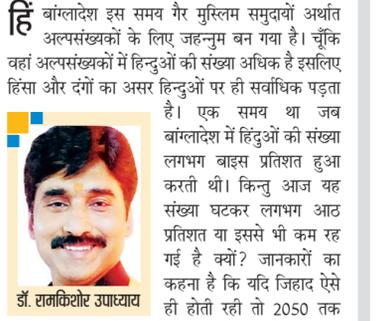 हिं बांग्लादेश इस समय गैर मुस्लिम समुदायों अर्थात
अल्पसंख्यकों के लिए जहन्नुम बन गया है। चूँकि
वहां अल्पसंख्यकों में हिन्दुओं की संख्या अधिक है इसलिए
हिंसा और दंगों का असर हिन्दुओं पर ही सर्वाधिक पड़ता
है। एक समय था जब
बांग्लादेश में हिंदुओं की संख्या
लगभग बाइस प्रतिशत हुआ
करती थी। किन्तु आज यह
संख्या घटकर लगभग आठ
प्रतिशत या इससे भी कम रह
गई है क्यों? जानकारों का
कहना है कि यदि जिहाद ऐसे
ही होती रही तो 2050 तक
डॉ. रामकिशोर उपाध्याय